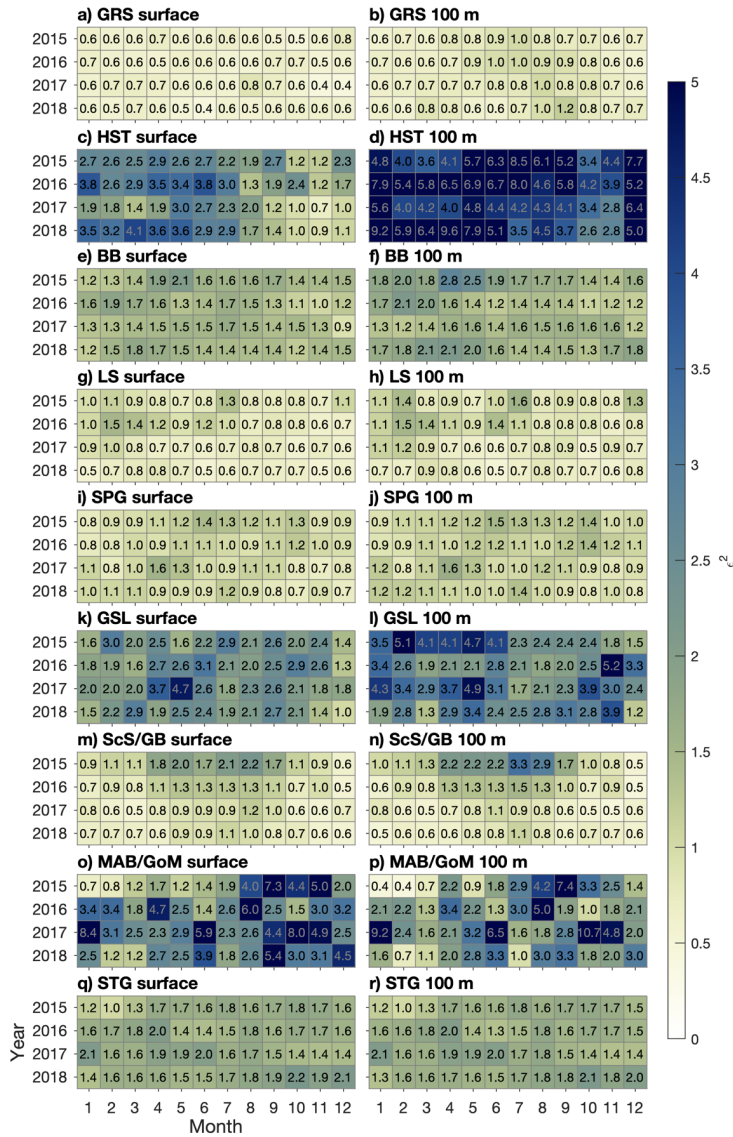 a) GRS surface
b) GRS 100 m
2015 0.6 0.6 0.6 0.6 0.6 0.6 0.6 0.6 0.5 0.5 0.6 0.8
0.6 0.7 0.6 0.8 0.8 0.9 1.0 0.8 0.7 0.7 0.6 0.7
2016 0.7 0.6 0.6 0.5 0.6 0.6 0.6 0.6 0.7 0.7 0.5 0.6
0.7 0.6 0.6 0.5 0.9 1.0 1.0 0.9 0.9 0.8 0.6 0.6
2017 0.6 0.7 0.7 0.7 0.6 0.6 0.6 0.8 0.7 0.6 0.4 0.4
0.6 0.7 0.7 0.7 0.7 0.8 0.8 1.0 0.8 0.8 0.8 0.7
2018 0.6 0.5 0.7 0.6 0.5 0.4 0.6 0.6 0.6 0.6 0.6 0.6
0.6 0.6 0.8 0.8 0.6 0.6 0.7 1.0 1.2 0.8 0.7 0.7
c) HST surface
d) HST 100 m
2015 2.7 2.6 2.5 2.9 2.6 2.7 2.2 1.9 2.7 1.2 1.2 2.3
4.8 4.0 3.6 4.1 5.7 6.3 8.5 6.1 5.2 3.4 4.4 7.7
2016 3.8 2.6 2.9 3.5 3.4 3.8 3.0 1.3 1.9 2.4 1.2 1.7
7.9 5.4 5.8 6.5 6.9 6.7 8.0 4.6 5.8 4.2 3.9 5.2
2017 1.9 1.8 1.4 1.9 3.0 2.7 2.3 2.0 1.2 1.0 0.7 1.0
5.6 4.0 4.2 4.0 4.8 4.4 4.2 4.3 4.1 3.4 2.8 6.4
2018 3.5 3.2 4.1 3.6 3.6 2.9 2.9 1.7 1.4 1.0 0.9 1.1
9.2 5.9 6.4 9.6 7.9 5.1 3.5 4.5 3.7 2.6 2.8 5.0
e) BB surface
f) BB 100 m
2015 1.2 1.3 1.4 1.9 2.1 1.6 1.6 1.6 1.7 1.4 1.4 1.5
1.8 2.0 1.8 2.8 2.5 1.9 1.7 1.7 1.7 1.4 1.4 1.6
2016 1.6 1.9 1.7 1.6 1.3 1.4 1.7 1.5 1.4 1.1 1.0 1.2
1.7 2.1 2.0 1.6 1.4 1.2 1.4 1.4 1.4 1.1 1.2 1.2
2017 1.3 1.3 1.4 1.5 1.5 1.5 1.7 1.5 1.4 1.5 1.2 0.9
1.3 1.2 1.4 1.6 1.6 1.4 1.5 1.6 1.5 1.6 1.6 1.2
2018 1.2 1.5 1.8 1.7 1.5 1.4 1.4 1.2 1.4 1.2 1.4 1.5
1.7 1.8 2.1 2.1 2.0 1.6 1.4 1.4 1.5 1.3 1.7 1.8
g) LS surface
h) LS 100 m
2015 1.0 1.1 0.9 0.8 0.7 0.8 1.3 0.8 0.8 0.8 0.7 1.1
1.1 1.4 0.8 0.9 0.7 1.0 1.6 0.8 0.9 0.8 0.8 1.3
2016 1.0 1.5 1.4 1.2 0.9 1.2 1.0 0.7 0.8 0.8 0.6 0.7
1.1 1.5 1.4 1.1 0.9 1.4 1.2 0.7 0.8 0.8 0.6 0.8
2017 0.9 1.0 0.8 0.7 0.7 0.6 0.7 0.8 0.7 0.6 0.8 0.6
1.1 1.2 0.9 0.7 0.6 0.6 0.7 0.8 0.9 0.5 0.9 0.7
2018 0.5 0.7 0.8 0.8 0.7 0.5 0.6 0.7 0.7 0.7 0.5 0.6
0.7 0.7 0.9 0.8 0.6 0.5 0.7 0.8 0.7 0.7 0.6 0.8
i) SPG surface
j) SPG 100 m
2015 0.8 0.9 0.9 1.1 1.2 1.4 1.3 1.2 1.1 1.3 0.9 0.9
0.9 1.1 1.1 1.2 1.2 1.5 1.3 1.3 1.2 1.4 1.0 1.0
2016 0.8 0.8 1.0 0.9 1.1 1.1 1.0 0.9 1.1 1.2 1.0 0.9
0.9 0.9 1.1 1.0 1.2 1.2 1.1 1.0 1.2 1.4 1.2 1.1
2017 1.1 0.8 1.0 1.6 1.3 1.0 0.9 1.1 1.2 0.8 0.7 0.8
1.2 0.9 1.1 1.6 1.3 1.0 1.1 1.2 1.3 0.9 0.8 0.9
2018 1.0 1.1 1.1 0.9 0.9 0.9 1.2 0.9 0.8 0.7 0.9 0.7
1.2 1.2 1.1 1.0 1.0 1.0 1.4 1.0 0.9 0.8 0.9 0.8
k) GSL surface
l) GSL 100 m
2015 1.6 3.0 2.0 2.5 1.6 2.2 2.9 2.1 2.6 2.0 2.4 1.4
3.5 5.1 4.1 4.1 4.7 4.1 2.3 2.4 2.4 2.4 1.8 1.5
2016 1.8 1.9 1.6 2.7 2.6 3.1 2.1 2.0 2.5 2.9 2.6 1.3
3.4 2.6 1.9 2.1 2.1 2.8 2.1 1.8 2.0 2.5 5.2 3.3
2017 2.0 2.0 2.0 3.7 4.7 2.6 1.8 2.3 2.6 2.1 1.8 1.8
4.3 3.4 2.9 3.7 4.9 3.1 1.7 2.1 2.3 3.9 3.0 2.4
2018 1.5 2.2 2.9 1.9 2.5 2.4 1.9 2.1 2.6 2.1 1.4 1.0
1.9 2.8 1.3 2.9 3.4 2.4 2.5 2.8 3.1 2.8 3.9 1.2
m) ScS/GB surface
n) ScS/GB 100 m
2015 0.9 1.1 1.1 1.8 2.0 1.7 2.1 2.2 1.7 1.1 0.9 0.6
1.0 1.1 1.3 2.2 2.2 2.2 3.3 2.9 1.7 1.0 0.8 0.5
2016 0.7 0.9 0.8 1.1 1.3 1.3 1.3 1.3 1.1 0.7 1.0 0.5
0.9 0.9 1.0 1.2 1.3 1.3 1.5 1.3 1.0 0.7 0.9 0.5
2017 0.8 0.6 0.5 0.8 0.9 0.9 0.9 1.2 1.0 0.6 0.6 0.7
0.8 0.6 0.5 0.7 0.8 1.1 0.9 0.8 0.6 0.5 0.5 0.6
2018 0.7 0.7 0.7 0.6 0.9 0.9 1.1 1.0 0.8 0.7 0.6 0.6
0.5 0.6 0.6 0.6 0.7 0.8 1.1 0.8 0.8 0.7 0.6 0.6
o) MAB/GoM surface
p) MAB/GoM 100 m
2015 0.7 0.8 1.2 1.7 1.2 1.4 1.9 4.0 7.3 4.4 5.0 2.0
0.4 0.4 0.7 2.2 0.9 1.8 2.9 4.2 7.4 3.3 2.5 1.4
2016 3.4 3.4 1.8 4.7 2.5 1.4 2.6 6.0 2.5 1.5 3.0 3.2
2.1 2.2 1.3 3.4 2.2 1.3 3.0 5.0 1.9 1.0 1.8 2.1
2017 8.4 3.1 2.5 2.3 2.9 5.9 2.3 2.6 4.4 8.0 4.9 2.5
9.2 2.4 1.6 2.1 3.2 6.5 1.6 1.8 2.8 10.7 4.8 2.0
2018 2.5 1.2 1.2 2.7 2.5 3.9 1.8 2.6 5.4 3.0 3.1 4.5
1.6 0.7 1.1 2.0 2.8 3.3 1.0 3.0 3.3 1.6 2.0 3.0
q) STG surface
r) STG 100 m
2015 1.2 1.0 1.3 1.7 1.7 1.6 1.8 1.6 1.7 1.8 1.7 1.6
1.2 1.0 1.3 1.7 1.6 1.6 1.8 1.6 1.7 1.7 1.7 1.5
2016 1.6 1.7 1.8 2.0 1.4 1.4 1.5 1.8 1.6 1.7 1.7 1.6
1.6 1.6 1.8 2.0 1.4 1.3 1.5 1.8 1.6 1.7 1.7 1.5
2017 2.1 1.6 1.6 1.9 1.9 2.0 1.6 1.7 1.5 1.4 1.4 1.4
2.1 1.6 1.6 1.9 1.9 2.0 1.7 1.8 1.5 1.4 1.4 1.4
2018 1.4 1.6 1.6 1.6 1.5 1.5 1.7 1.8 1.9 2.2 1.9 2.1
1.3 1.6 1.6 1.6 1.5 1.6 1.7 1.8 1.8 2.1 1.8 2.0
1 2 3 4 5 6 7 8 9 10 11 12
1 2 3 4 5 6 7 8 9 10 11 12
Month
Year
5
4.5
4
3.5
3
2.5
2
1.5
1
0.5
0
ϵ²